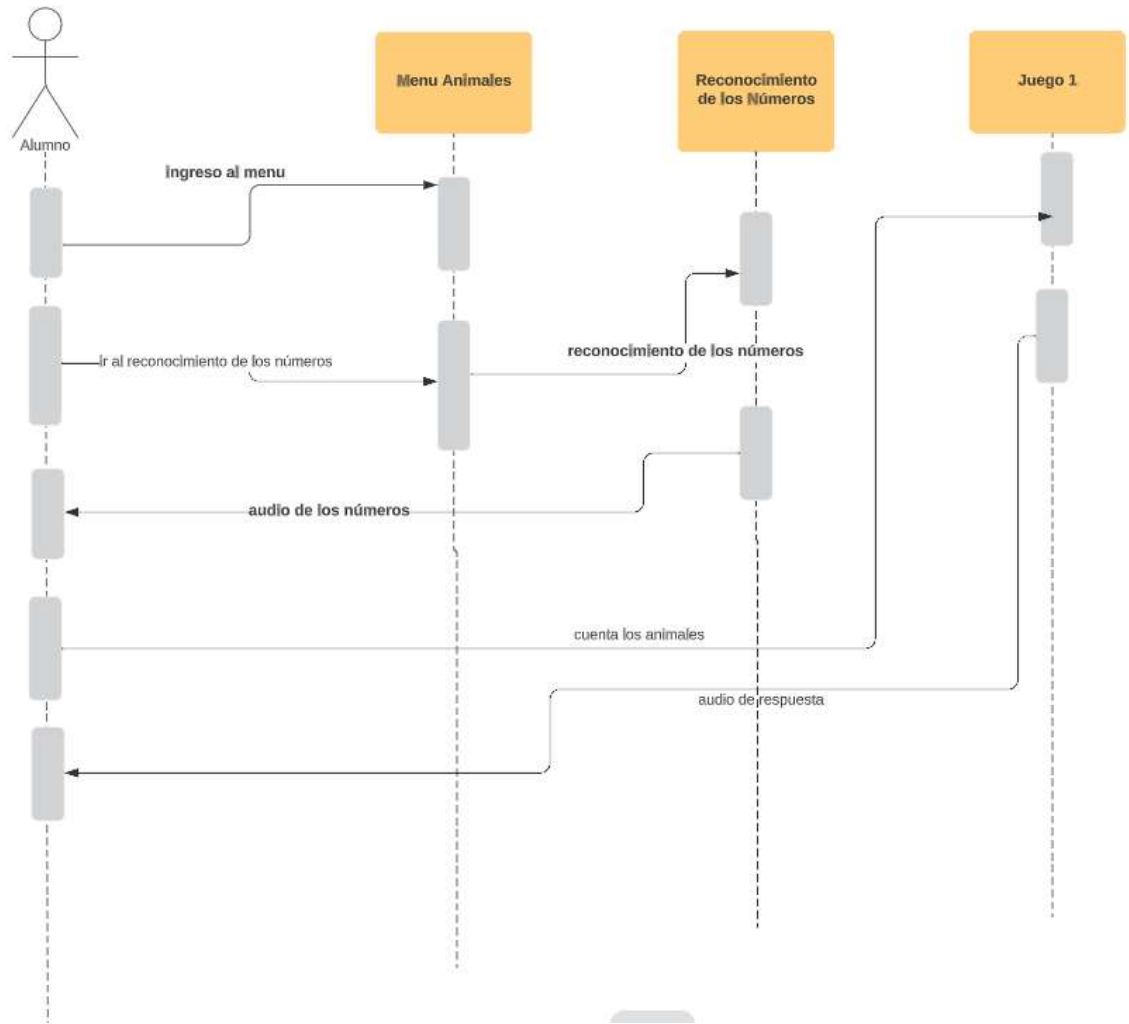 Menu Animales
Reconocimiento
de los Números
Juego 1
Alumno
ingreso al menu
ir al reconocimiento de los números
reconocimiento de los números
audio de los números
cuenta los animales
audio de respuesta